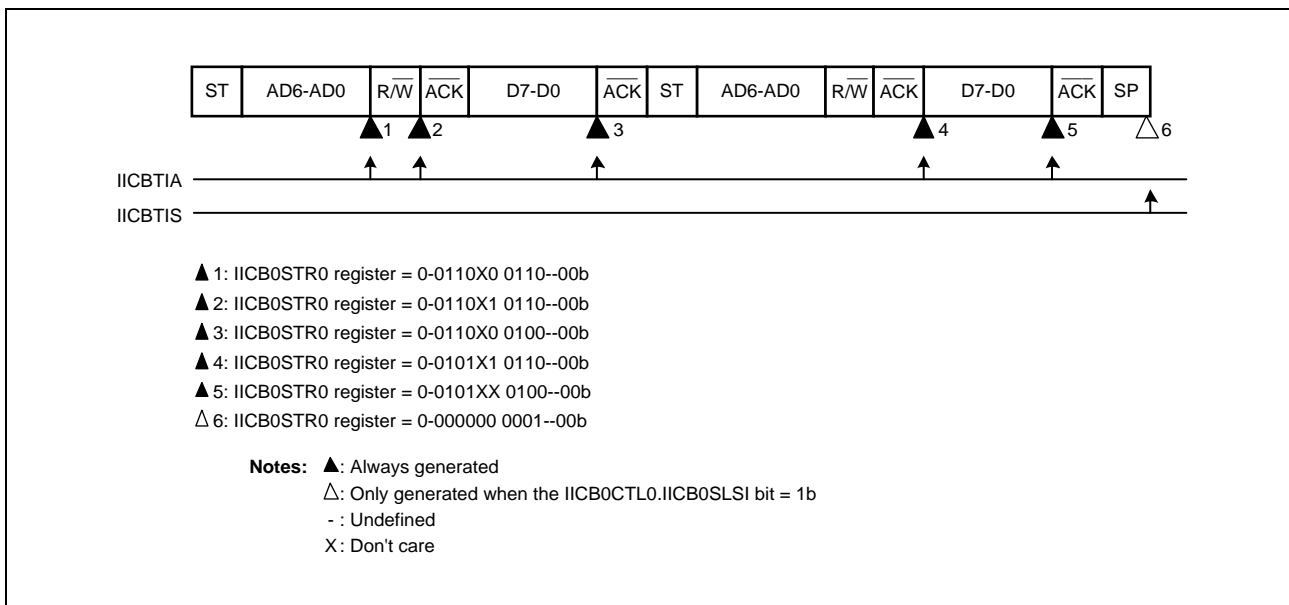 ST AD6-AD0 R/W ACK D7-D0 ACK ST AD6-AD0 R/W ACK D7-D0 ACK SP
▲1 ▲2 ▲3 ▲4 ▲5 △6
IICBTIA
IICBTIS
▲1: IICB0STR0 register = 0-0110X0 0110--00b
▲2: IICB0STR0 register = 0-0110X1 0110--00b
▲3: IICB0STR0 register = 0-0110X0 0100--00b
▲4: IICB0STR0 register = 0-0101X1 0110--00b
▲5: IICB0STR0 register = 0-0101XX 0100--00b
△6: IICB0STR0 register = 0-000000 0001--00b
Notes: ▲: Always generated
△: Only generated when the IICB0CTL0.IICB0SLSI bit = 1b
- : Undefined
X: Don't care